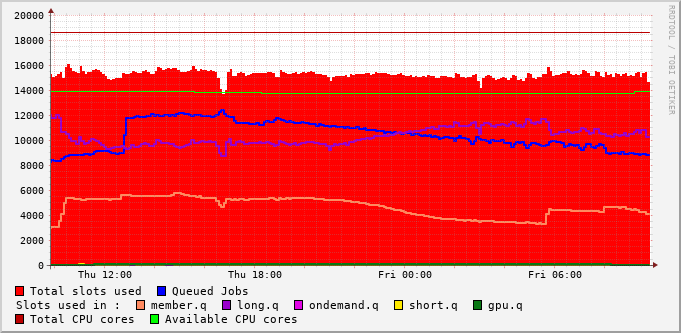 20000
18000
16000
14000
12000
10000
8000
6000
4000
2000
0
Thu 12:00 Thu 18:00 Fri 00:00 Fri 06:00
Total slots used Queued Jobs
Slots used in : member.q long.q ondemand.q short.q gpu.q
Total CPU cores Available CPU cores
RRDTOOL / TOBI OETIKER